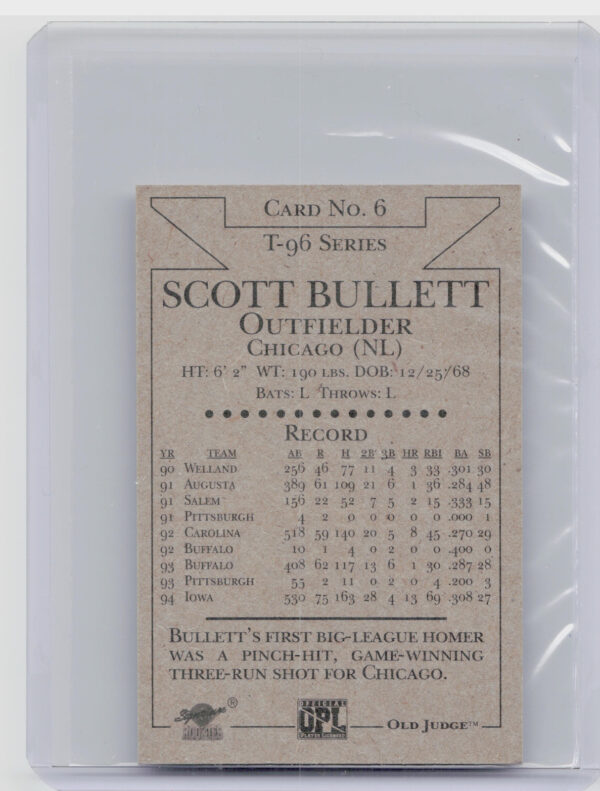 CARD NO. 6
T-96 SERIES
SCOTT BULLETT
OUTFIELDER
CHICAGO (NL)
HT: 6' 2" WT: 190 LBS. DOB: 12/25/68
BATS: L THROWS: L
RECORD
YR TEAM AB R H 2B 3B HR RBI BA SB
90 WELLAND 256 46 77 11 4 3 33 .301 30
91 AUGUSTA 389 61 109 21 6 1 36 .284 48
91 SALEM 156 22 52 7 5 2 15 .333 15
91 PITTSBURGH 4 2 0 0 0 0 0 .000 1
92 CAROLINA 518 59 140 20 5 8 45 .270 29
92 BUFFALO 10 1 4 0 2 0 0 .400 0
93 BUFFALO 408 62 117 13 6 1 30 .287 28
93 PITTSBURGH 55 2 11 0 2 0 4 .200 3
94 IOWA 530 75 163 28 4 13 69 .308 27
BULLETT'S FIRST BIG-LEAGUE HOMER
WAS A PINCH-HIT, GAME-WINNING
THREE-RUN SHOT FOR CHICAGO.
Signature ®
OFFICIAL
UPL
PLAYER LICENSEE
OLD JUDGE™